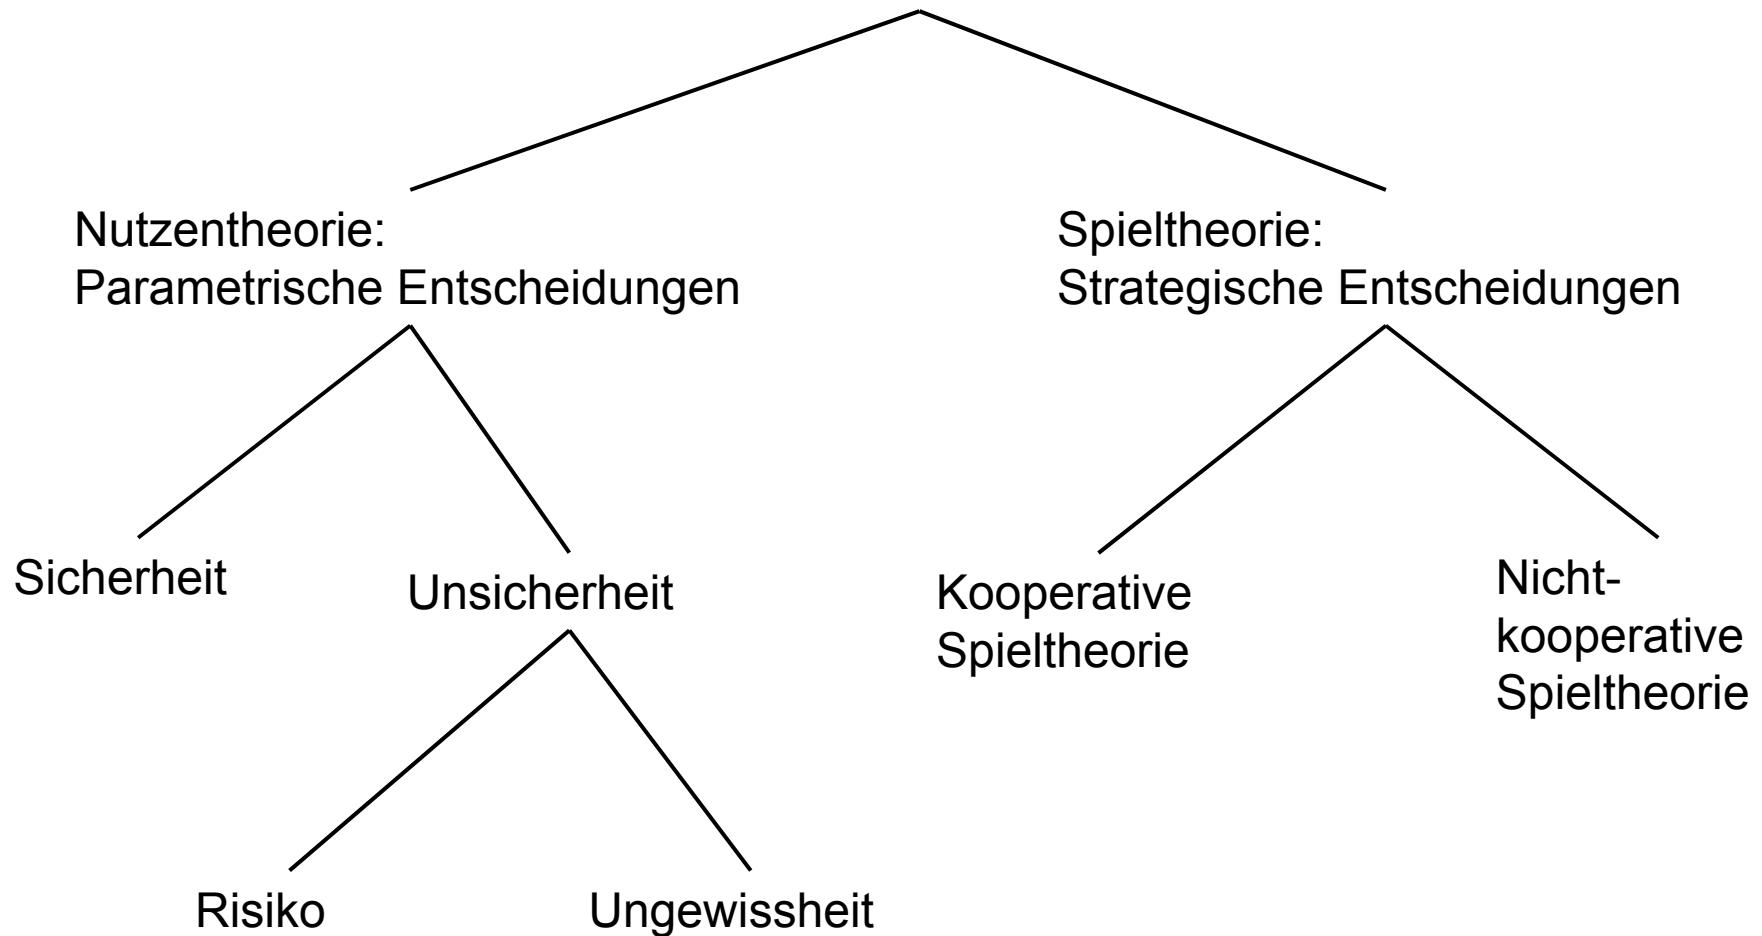 Nutzentheorie:
Parametrische Entscheidungen
Spieltheorie:
Strategische Entscheidungen
Sicherheit
Unsicherheit
Kooperative
Spieltheorie
Nicht-
kooperative
Spieltheorie
Risiko
Ungewissheit